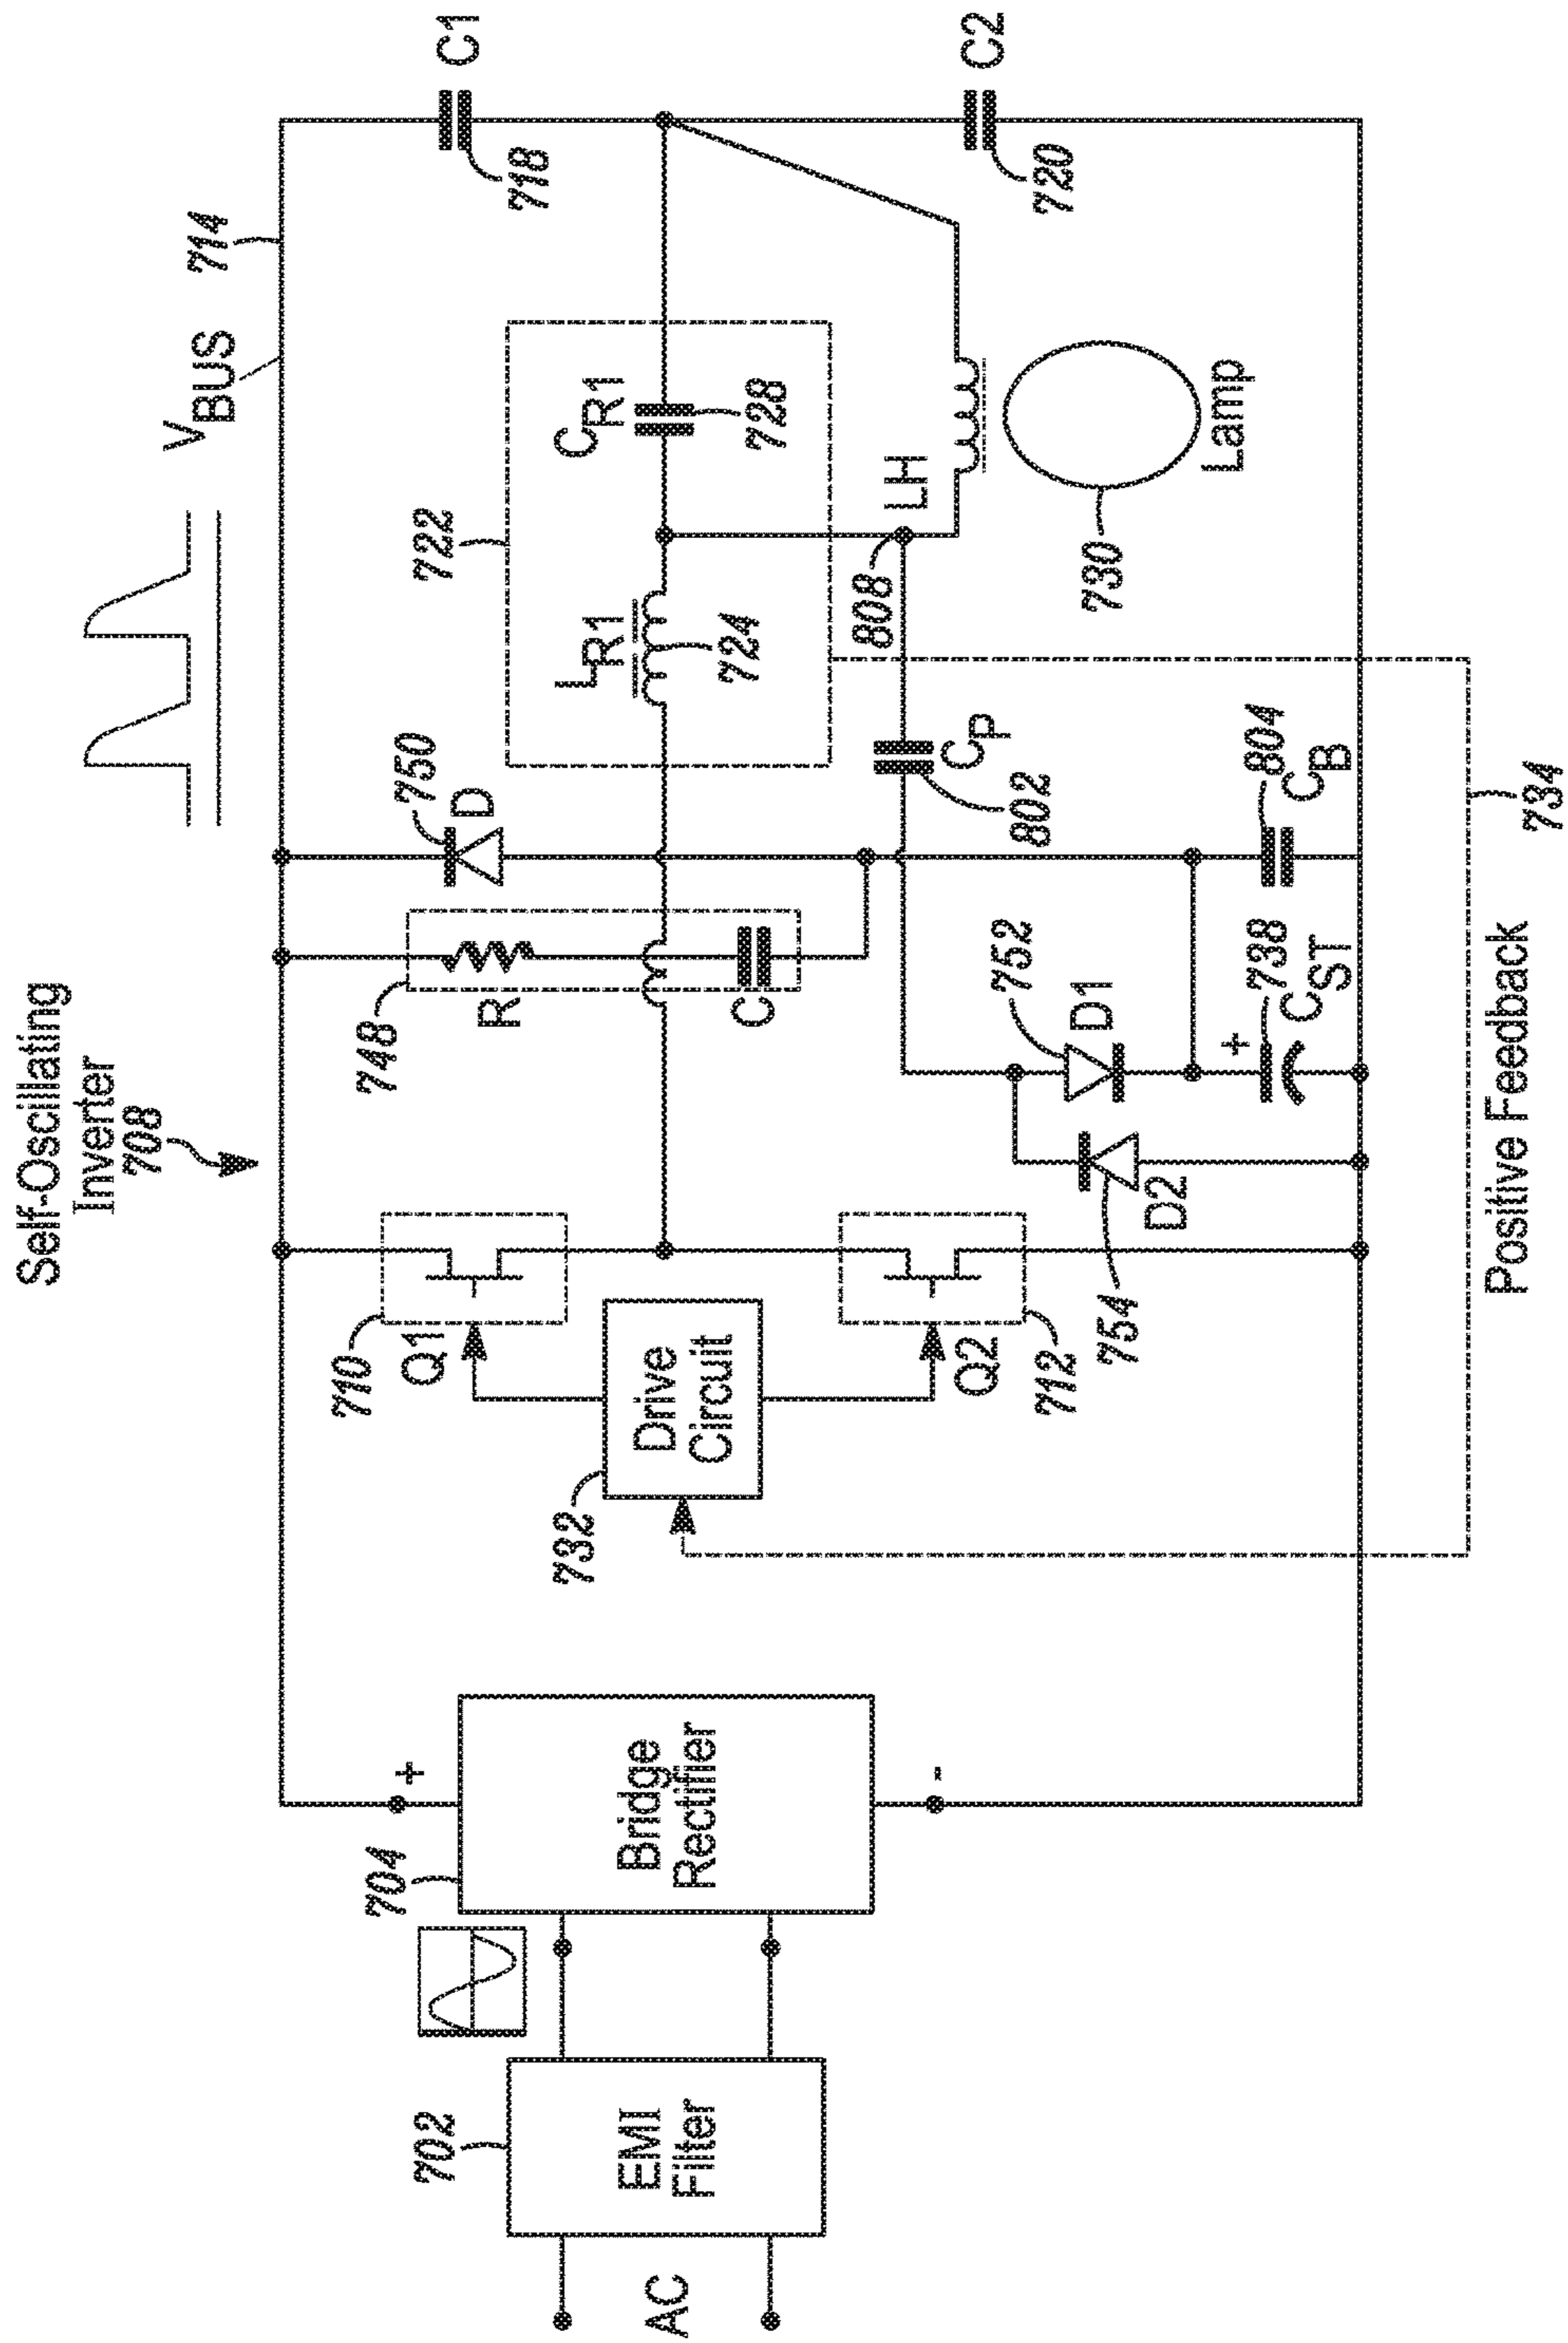 Self-Oscillating
Inverter
708
V
BUS
714
AC
EMI
Filter
702
Bridge
Rectifier
704
+
-
Drive
Circuit
732
710
Q1
Q2
712
748
R
C
750
D
722
L
R1
724
C
R1
728
C1
718
C2
720
808
LH
730
Lamp
C
P
802
752
D1
754
D2
+
738
C
ST
804
C
B
Positive Feedback
734